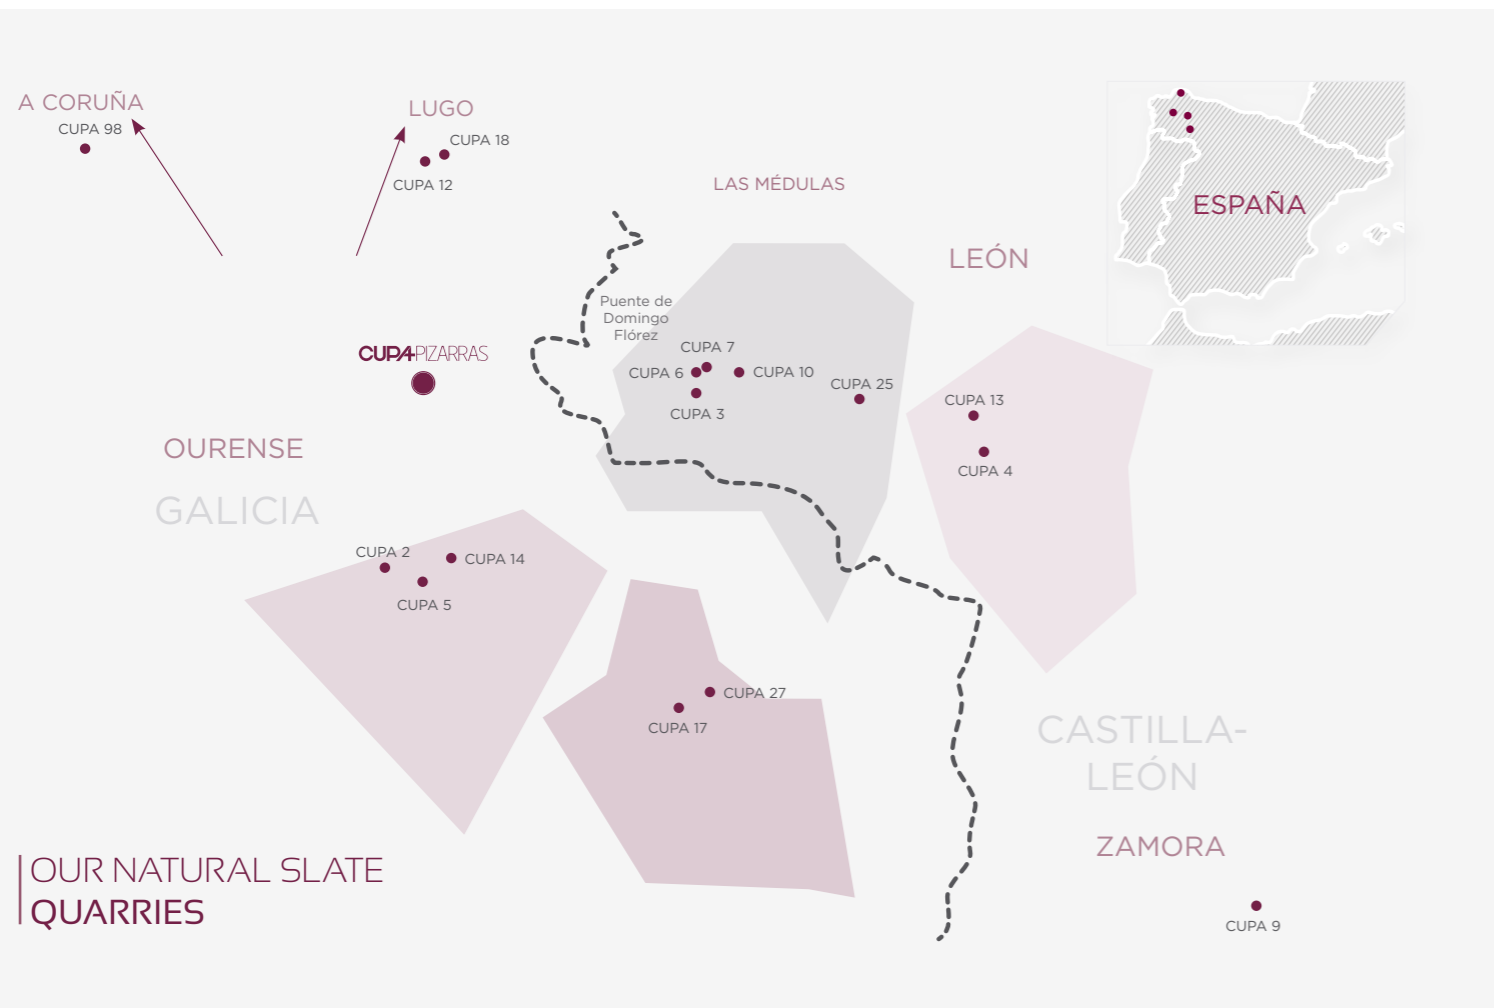 A CORUÑA
CUPA 98
LUGO
CUPA 18
CUPA 12
LAS MÉDULAS
ESPAÑA
LEÓN
Puente de
Domingo
Flórez
CUPA 7
CUPA 6
CUPA 10
CUPA 3
CUPA 25
CUPA PIZARRAS
CUPA 13
CUPA 4
OURENSE
GALICIA
CUPA 2
CUPA 14
CUPA 5
CUPA 27
CUPA 17
CASTILLA-
LEÓN
ZAMORA
CUPA 9
OUR NATURAL SLATE
QUARRIES